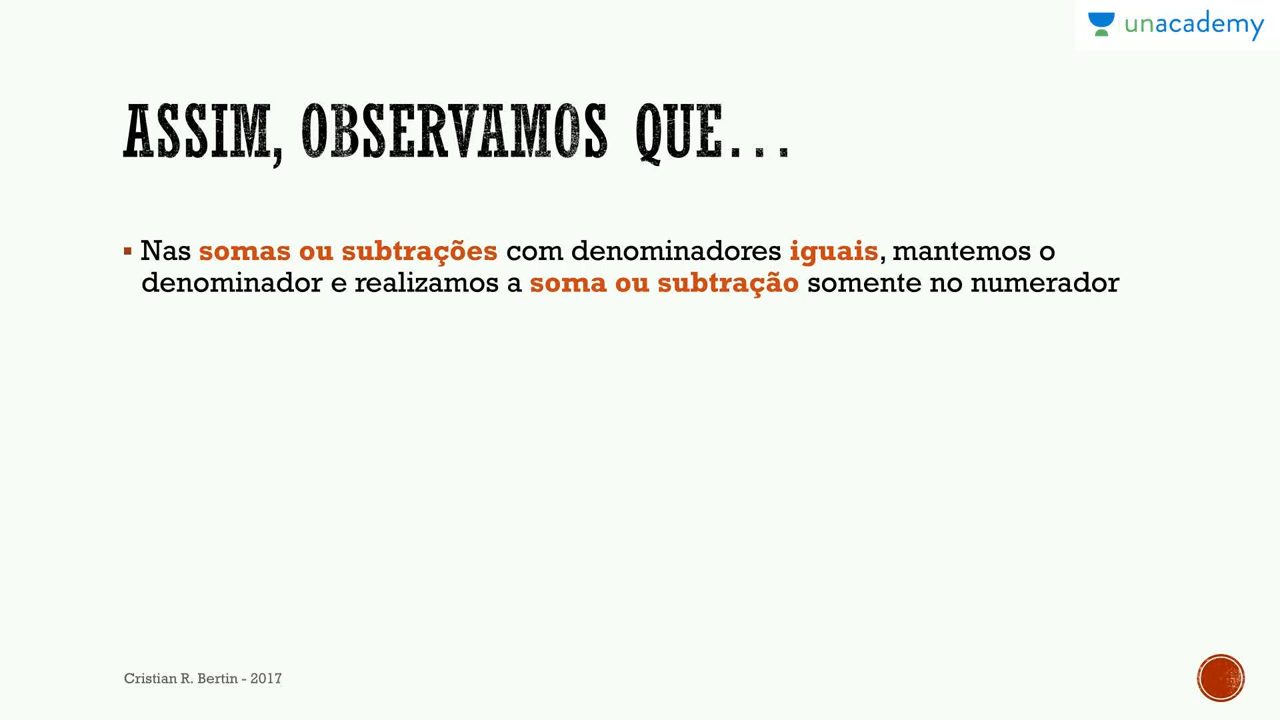 unacademy
ASSIM, OBSERVAMOS QUE...
▪ Nas somas ou subtrações com denominadores iguais, mantemos o
denominador e realizamos a soma ou subtração somente no numerador
Cristian R. Bertin - 2017